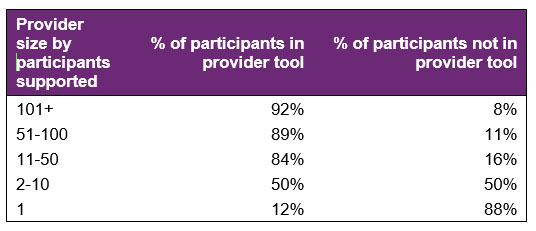 Provider size by participants supported % of participants in provider tool % of participants not in provider tool
101+ 92% 8%
51-100 89% 11%
11-50 84% 16%
2-10 50% 50%
1 12% 88%